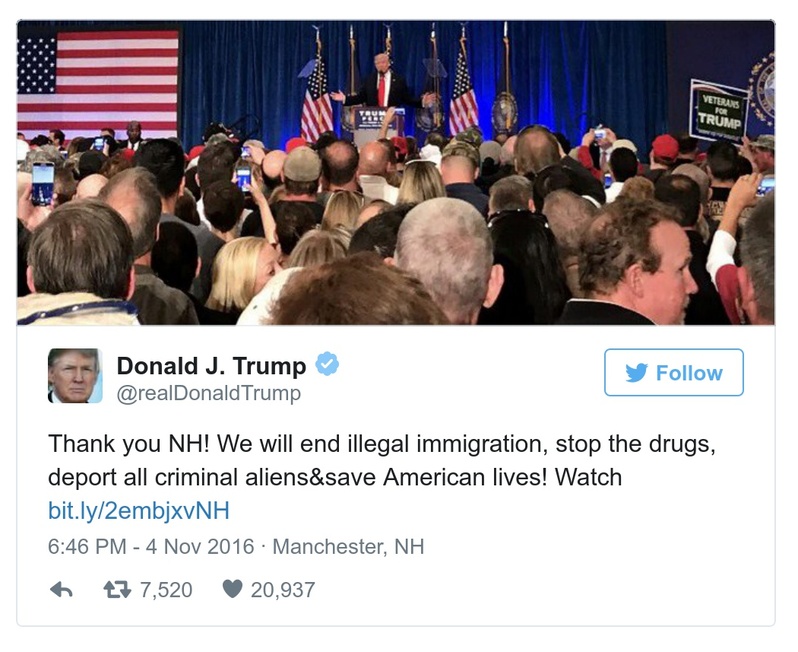 VETERANS
FOR
TRUMP
TRUMP
PENCE
Donald J. Trump
@realDonaldTrump
Follow
Thank you NH! We will end illegal immigration, stop the drugs,
deport all criminal aliens&save American lives! Watch
bit.ly/2embjxvNH
6:46 PM - 4 Nov 2016 · Manchester, NH
7,520
20,937